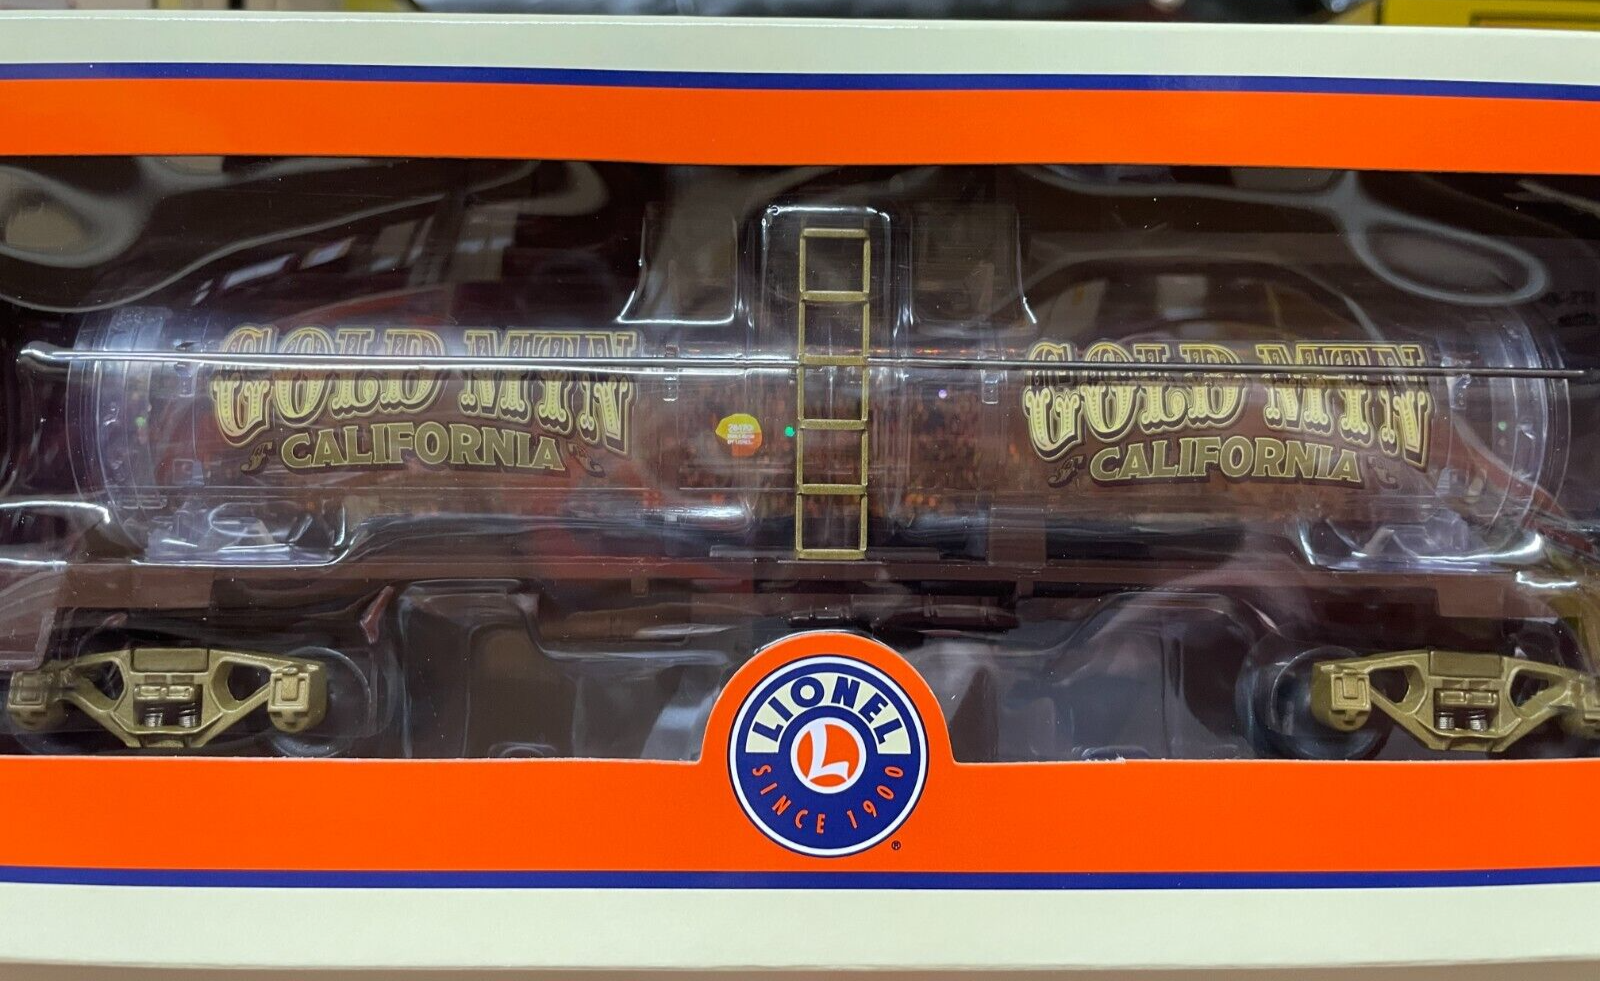 GOLD MTN
CALIFORNIA
GOLD MTN
CALIFORNIA
LIONEL
L
SINCE 1900
®